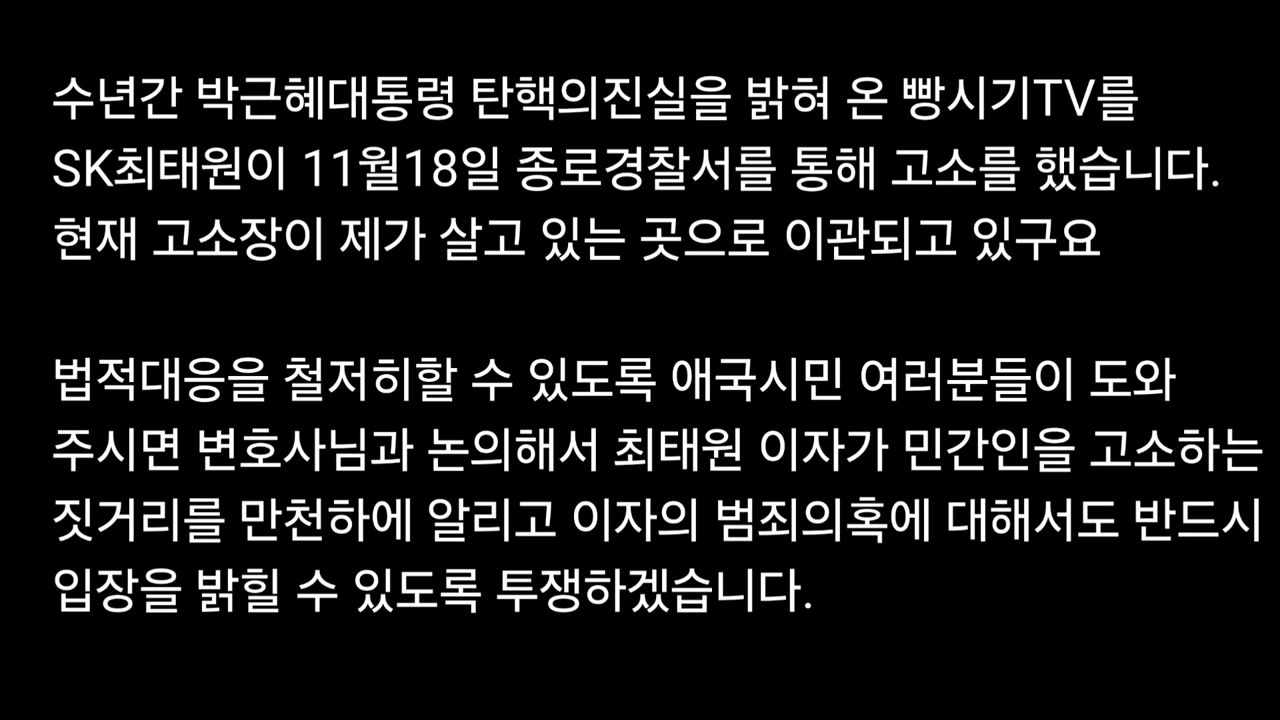 수년간 박근혜대통령 탄핵의진실을 밝혀 온 빵시기TV를
SK최태원이 11월18일 종로경찰서를 통해 고소를 했습니다.
현재 고소장이 제가 살고 있는 곳으로 이관되고 있구요
법적대응을 철저히할 수 있도록 애국시민 여러분들이 도와
주시면 변호사님과 논의해서 최태원 이자가 민간인을 고소하는
짓거리를 만천하에 알리고 이자의 범죄의혹에 대해서도 반드시
입장을 밝힐 수 있도록 투쟁하겠습니다.